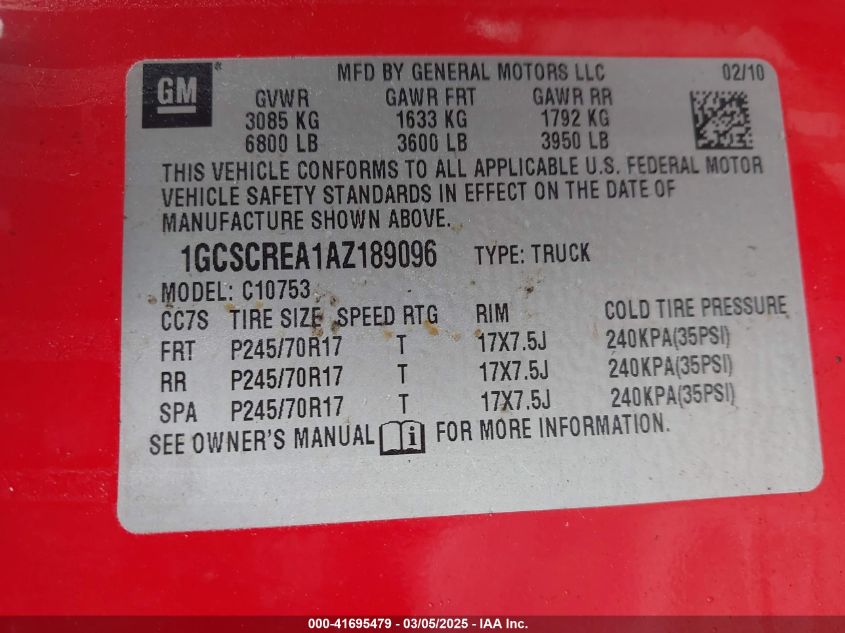 GM
MFD BY GENERAL MOTORS LLC 02/10
GVWR GAWR FRT GAWR RR
3085 KG 1633 KG 1792 KG
6800 LB 3600 LB 3950 LB
THIS VEHICLE CONFORMS TO ALL APPLICABLE U.S. FEDERAL MOTOR
VEHICLE SAFETY STANDARDS IN EFFECT ON THE DATE OF
MANUFACTURE SHOWN ABOVE.
1GCSCREA1AZ189096 TYPE: TRUCK
MODEL: C10753
CC7S TIRE SIZE SPEED RTG RIM COLD TIRE PRESSURE
FRT P245/70R17 T 17X7.5J 240KPA(35PSI)
RR P245/70R17 T 17X7.5J 240KPA(35PSI)
SPA P245/70R17 T 17X7.5J 240KPA(35PSI)
SEE OWNER'S MANUAL i FOR MORE INFORMATION.
000-41695479 — 03/05/2025 — IAA Inc.